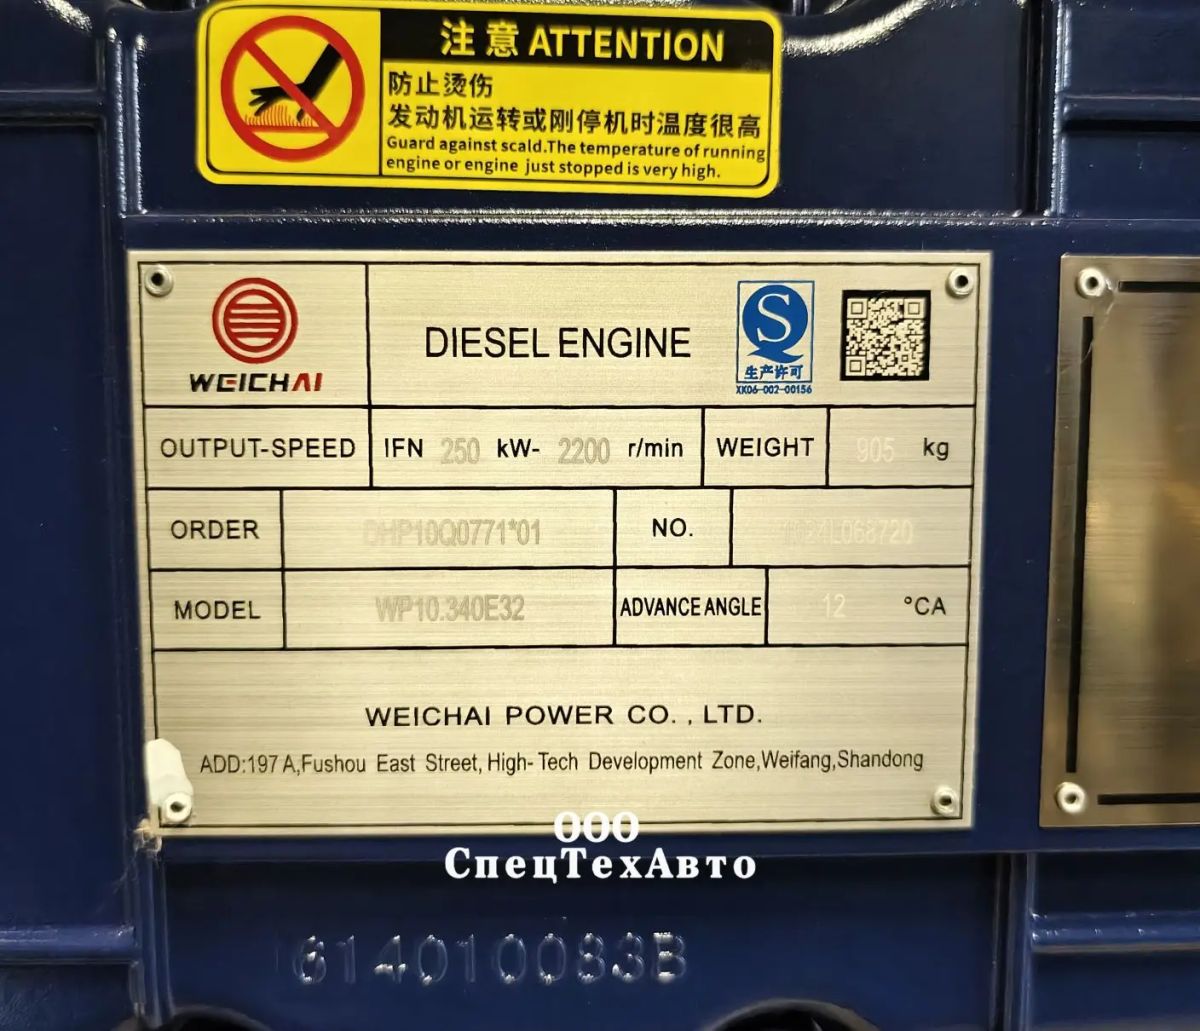 注意 ATTENTION
防止烫伤
发动机运转或刚停机时温度很高
Guard against scald.The temperature of running
engine or engine just stopped is very high.
WEICHAI
DIESEL ENGINE
S
生产许可
XK06-002-00156
OUTPUT-SPEED IFN 250 kW- 2200 r/min WEIGHT 905 kg
ORDER DHP10Q0771*01 NO.
MODEL WP10.340E32 ADVANCE ANGLE 12 °CA
WEICHAI POWER CO., LTD.
ADD:197 A,Fushou East Street, High-Tech Development Zone,Weifang,Shandong
ООО
СпецТехАвто
614010083B